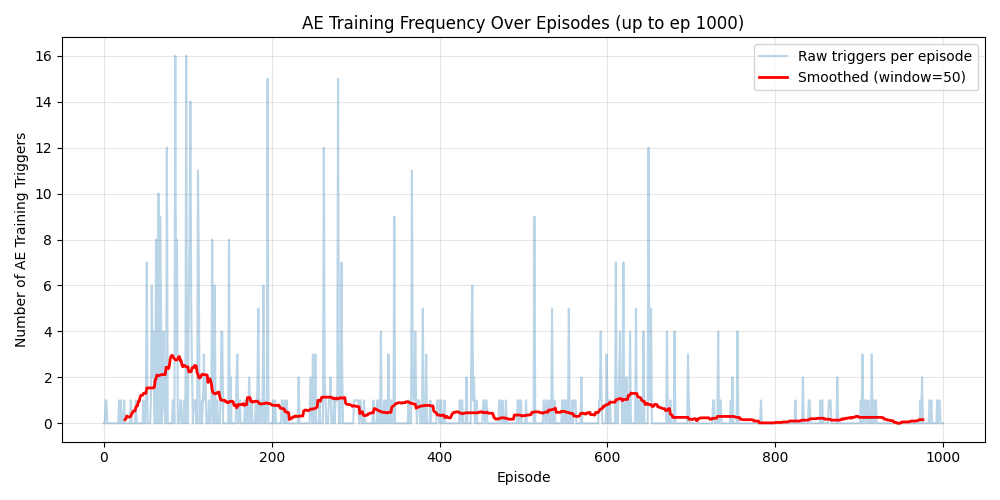 AE Training Frequency Over Episodes (up to ep 1000)
Raw triggers per episode
Smoothed (window=50)
Number of AE Training Triggers
16
14
12
10
8
6
4
2
0
0 200 400 600 800 1000
Episode